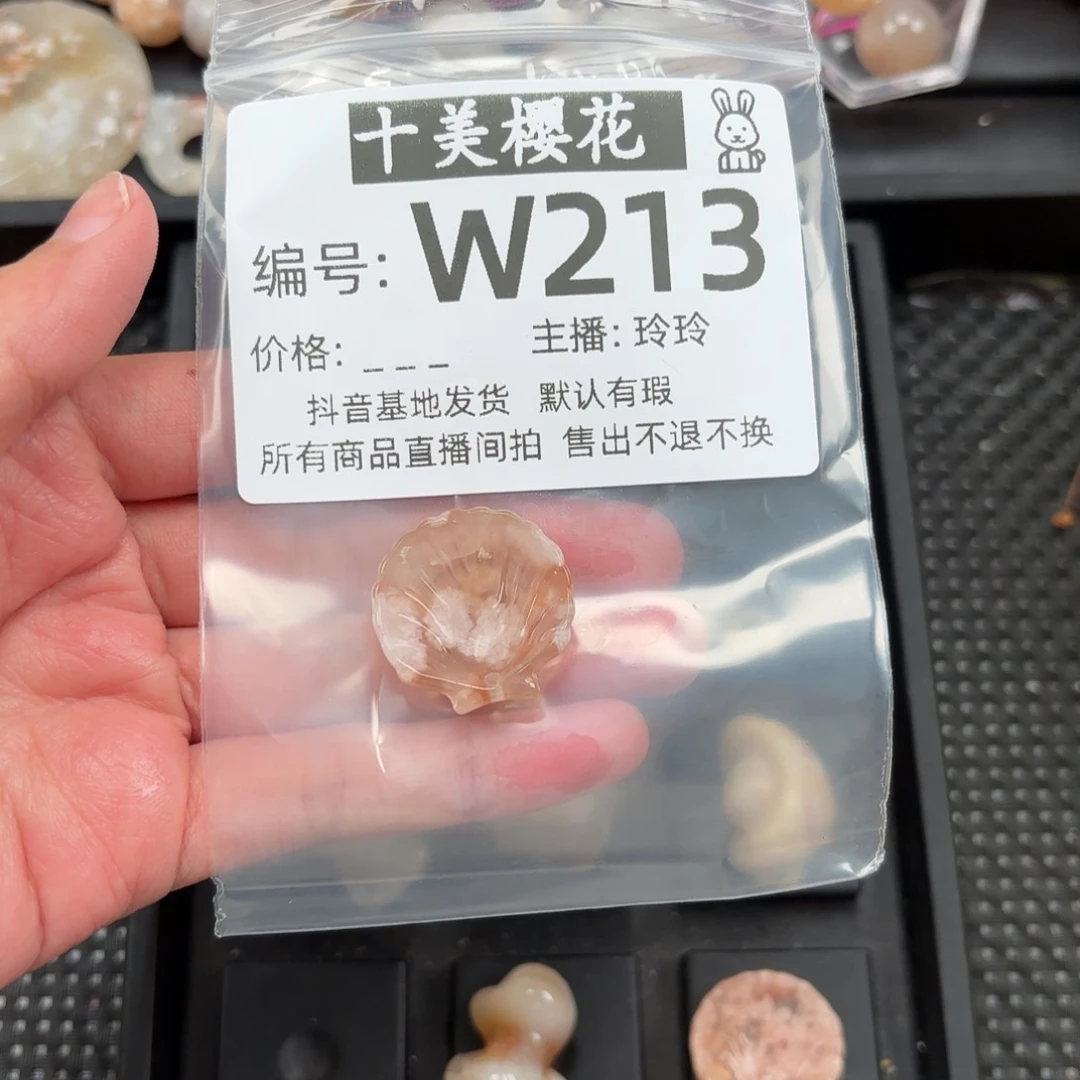 十美樱花
编号: W213
价格: _ _ _ 主播: 玲玲
抖音基地发货 默认有瑕
所有商品直播间拍 售出不退不换